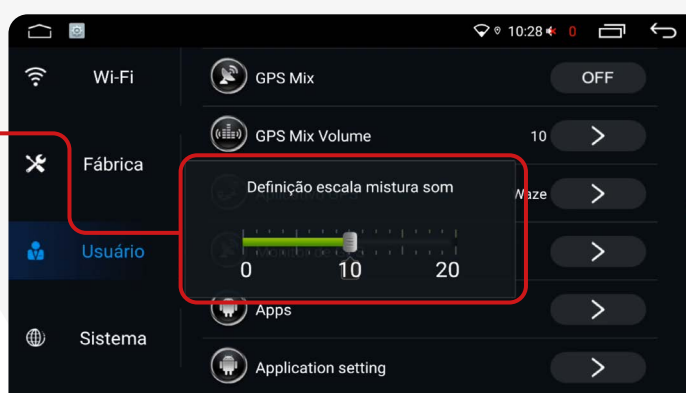 10:28 0
Wi-Fi
GPS Mix
OFF
GPS Mix Volume
10
Fábrica
Definição escala mistura som
Waze
Usuário
0 10 20
Apps
Sistema
Application setting